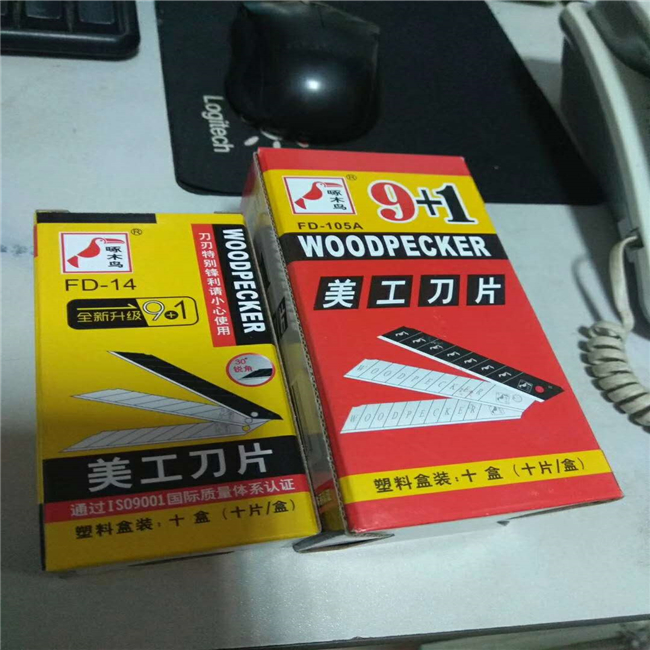 Logitech
啄木鸟®
9+1
FD-105A
WOODPECKER
美工刀片
WOODPECKER
WOODPECKER
塑料盒装：十盒（十片/盒）
啄木鸟®
FD-14
全新升级 9+1
WOODPECKER
刀刃特别锋利请小心使用
30°
锐角
美工刀片
通过ISO9001国际质量体系认证
塑料盒装：十盒（十片/盒）